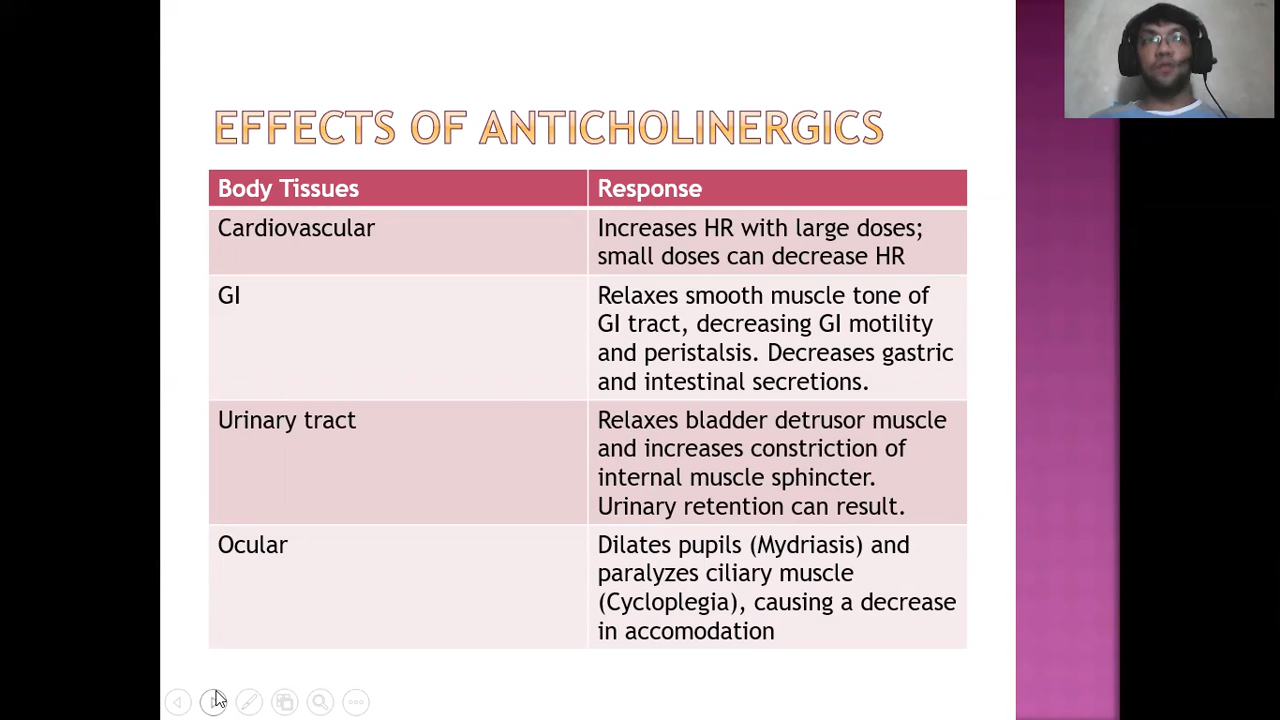 EFFECTS OF ANTICHOLINERGICS
Body Tissues
Response
Cardiovascular
Increases HR with large doses;
small doses can decrease HR
GI
Relaxes smooth muscle tone of
GI tract, decreasing GI motility
and peristalsis. Decreases gastric
and intestinal secretions.
Urinary tract
Relaxes bladder detrusor muscle
and increases constriction of
internal muscle sphincter.
Urinary retention can result.
Ocular
Dilates pupils (Mydriasis) and
paralyzes ciliary muscle
(Cycloplegia), causing a decrease
in accomodation